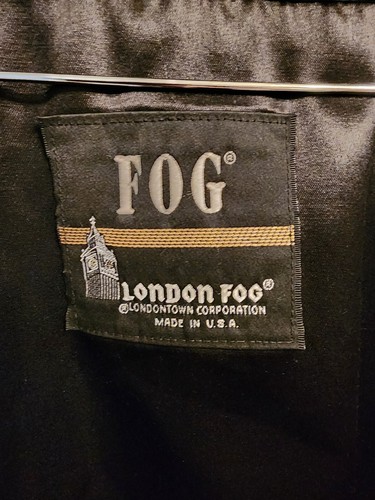 FOG®
LONDON FOG®
®LONDONTOWN CORPORATION
MADE IN U.S.A.